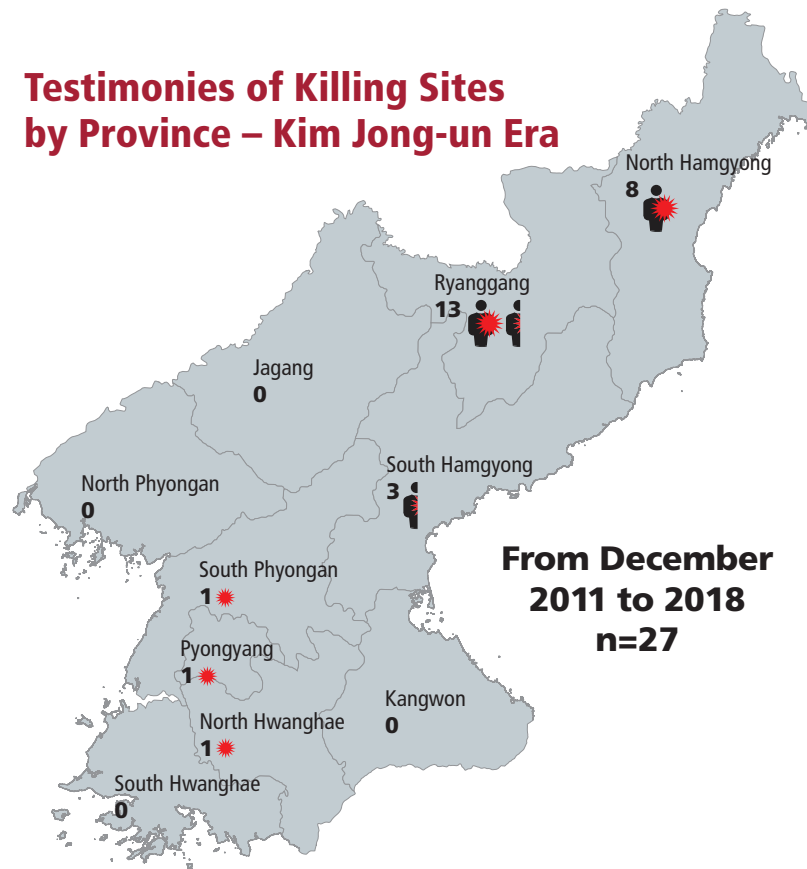 Testimonies of Killing Sites
by Province – Kim Jong-un Era
North Hamgyong
8
Ryanggang
13
Jagang
0
South Hamgyong
3
North Phyongan
0
From December
2011 to 2018
n=27
South Phyongan
1
Pyongyang
1
Kangwon
0
North Hwanghae
1
South Hwanghae
0